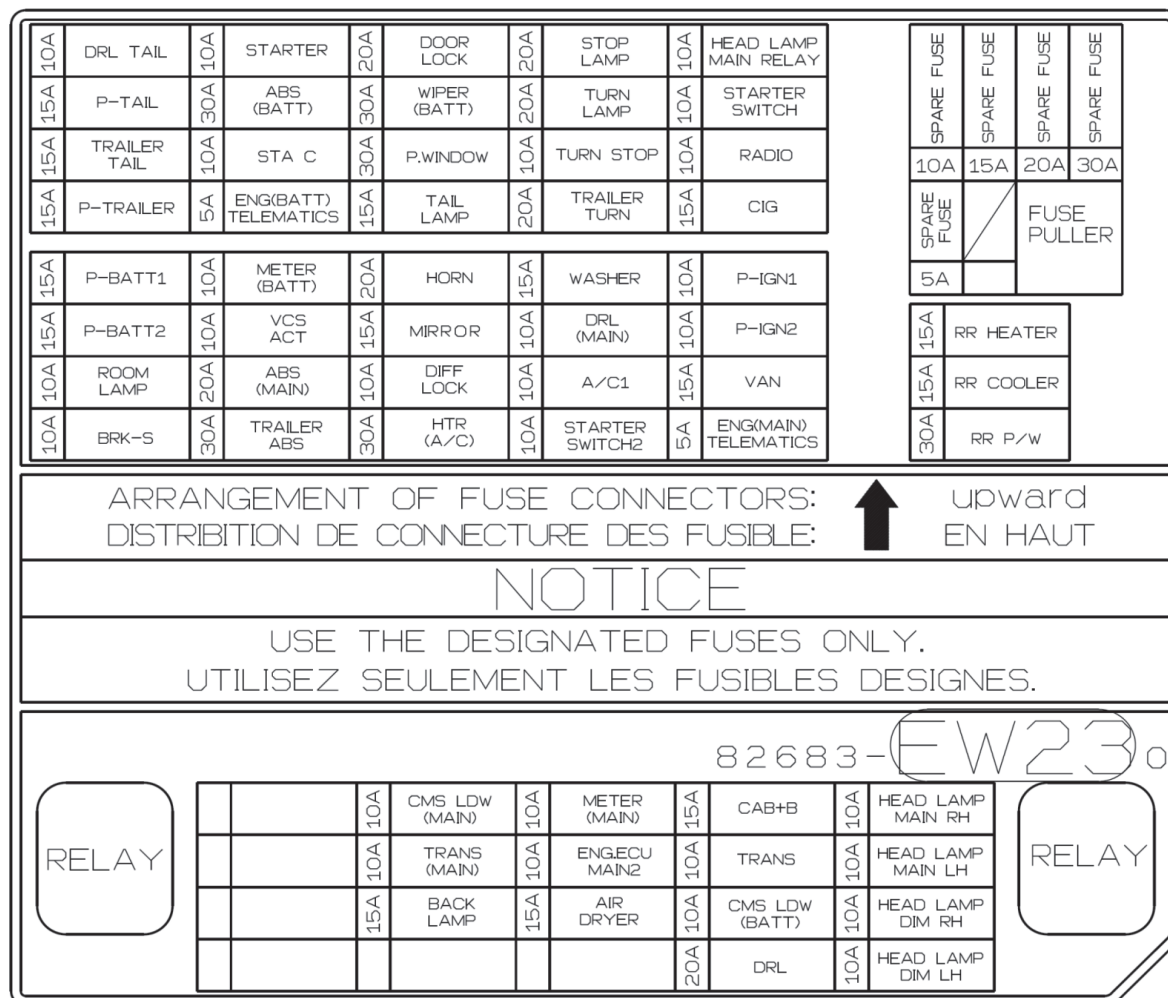 10A DRL TAIL 10A STARTER 20A DOOR LOCK 20A STOP LAMP 10A HEAD LAMP MAIN RELAY
15A P-TAIL 30A ABS (BATT) 30A WIPER (BATT) 20A TURN LAMP 10A STARTER SWITCH
15A TRAILER TAIL 10A STA C 30A P.WINDOW 10A TURN STOP 10A RADIO
15A P-TRAILER 5A ENG(BATT) TELEMATICS 15A TAIL LAMP 20A TRAILER TURN 15A CIG
SPARE FUSE SPARE FUSE SPARE FUSE SPARE FUSE
10A 15A 20A 30A
SPARE FUSE
FUSE PULLER
5A
15A P-BATT1 10A METER (BATT) 20A HORN 15A WASHER 10A P-IGN1
15A P-BATT2 10A VCS ACT 15A MIRROR 10A DRL (MAIN) 10A P-IGN2
10A ROOM LAMP 20A ABS (MAIN) 10A DIFF LOCK 10A A/C1 15A VAN
10A BRK-S 30A TRAILER ABS 30A HTR (A/C) 10A STARTER SWITCH2 5A ENG(MAIN) TELEMATICS
15A RR HEATER
15A RR COOLER
30A RR P/W
ARRANGEMENT OF FUSE CONNECTORS: upward
DISTRIBITION DE CONNECTURE DES FUSIBLE: EN HAUT
NOTICE
USE THE DESIGNATED FUSES ONLY.
UTILISEZ SEULEMENT LES FUSIBLES DESIGNES.
82683-EW230
RELAY
10A CMS LDW (MAIN) 10A METER (MAIN) 15A CAB+B 10A HEAD LAMP MAIN RH
10A TRANS (MAIN) 10A ENG.ECU MAIN2 10A TRANS 10A HEAD LAMP MAIN LH
15A BACK LAMP 15A AIR DRYER 10A CMS LDW (BATT) 10A HEAD LAMP DIM RH
20A DRL 10A HEAD LAMP DIM LH
RELAY